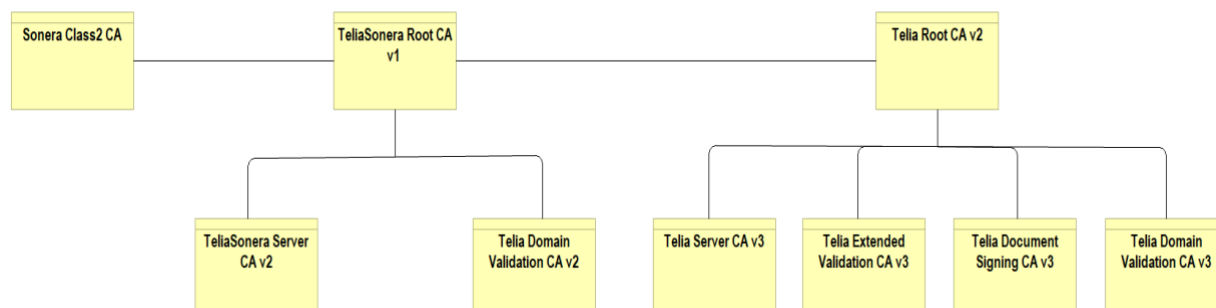 Sonera Class2 CA
TeliaSonera Root CA
v1
Telia Root CA v2
TeliaSonera Server
CA v2
Telia Domain
Validation CA v2
Telia Server CA v3
Telia Extended
Validation CA v3
Telia Document
Signing CA v3
Telia Domain
Validation CA v3